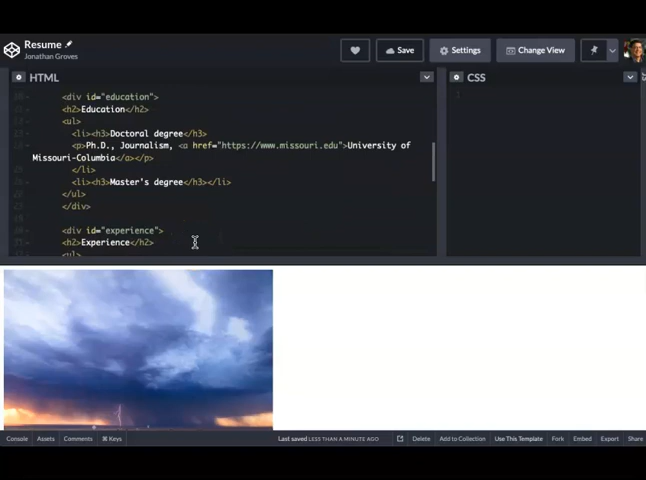 Resume
Jonathan Groves
Save
Settings
Change View
HTML
CSS
1
<div id="education">
<h2>Education</h2>
<ul>
<li><h3>Doctoral degree</h3>
<p>Ph.D., Journalism, <a href="https://www.missouri.edu">University of
Missouri-Columbia</a></p>
</li>
<li><h3>Master's degree</h3></li>
</ul>
</div>
<div id="experience">
<h2>Experience</h2>
<ul>
Console
Assets
Comments
⌘ Keys
Last saved LESS THAN A MINUTE AGO
Delete
Add to Collection
Use This Template
Fork
Embed
Export
Share